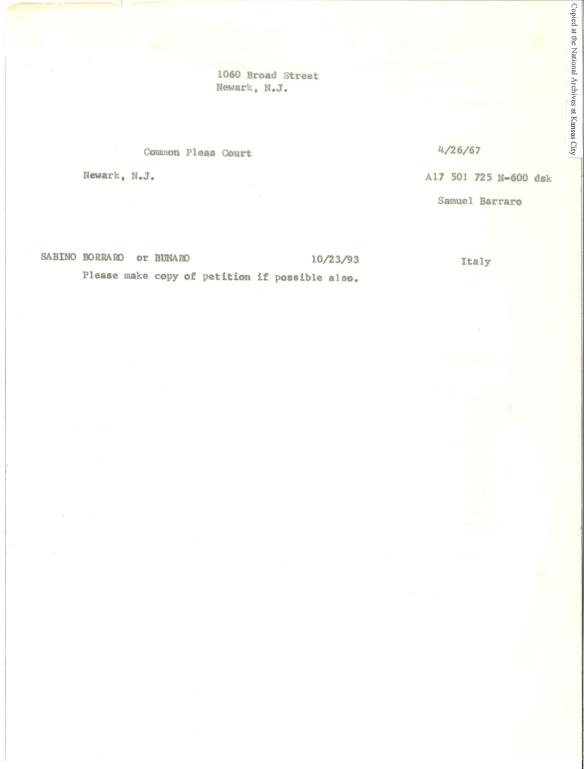 1060 Broad Street
Newark, N.J.
Common Pleas Court
4/26/67
Newark, N.J.
A17 501 725 N-600 dsk
Samuel Barraro
SABINO BORRARO or BUNARO 10/23/93 Italy
Please make copy of petition if possible also.
Copied at the National Archives at Kansas City